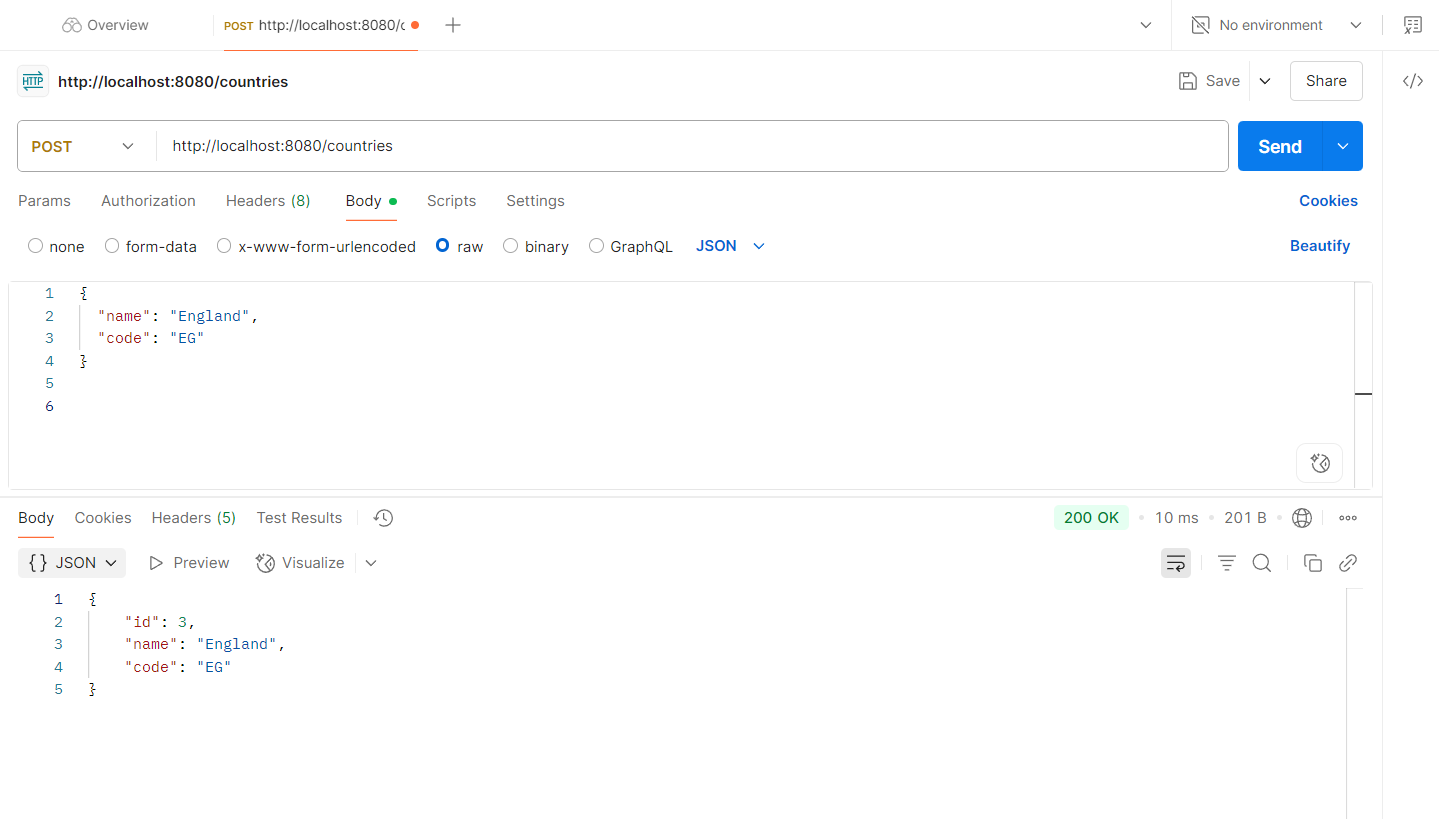 Overview
POST http://localhost:8080/c
No environment
HTTP http://localhost:8080/countries
Save
Share
POST
http://localhost:8080/countries
Send
Params Authorization Headers (8) Body Scripts Settings Cookies
none form-data x-www-form-urlencoded raw binary GraphQL JSON Beautify
1 {
2 "name": "England",
3 "code": "EG"
4 }
5
6
Body Cookies Headers (5) Test Results 200 OK • 10 ms • 201 B •
{} JSON Preview Visualize
1 {
2 "id": 3,
3 "name": "England",
4 "code": "EG"
5 }